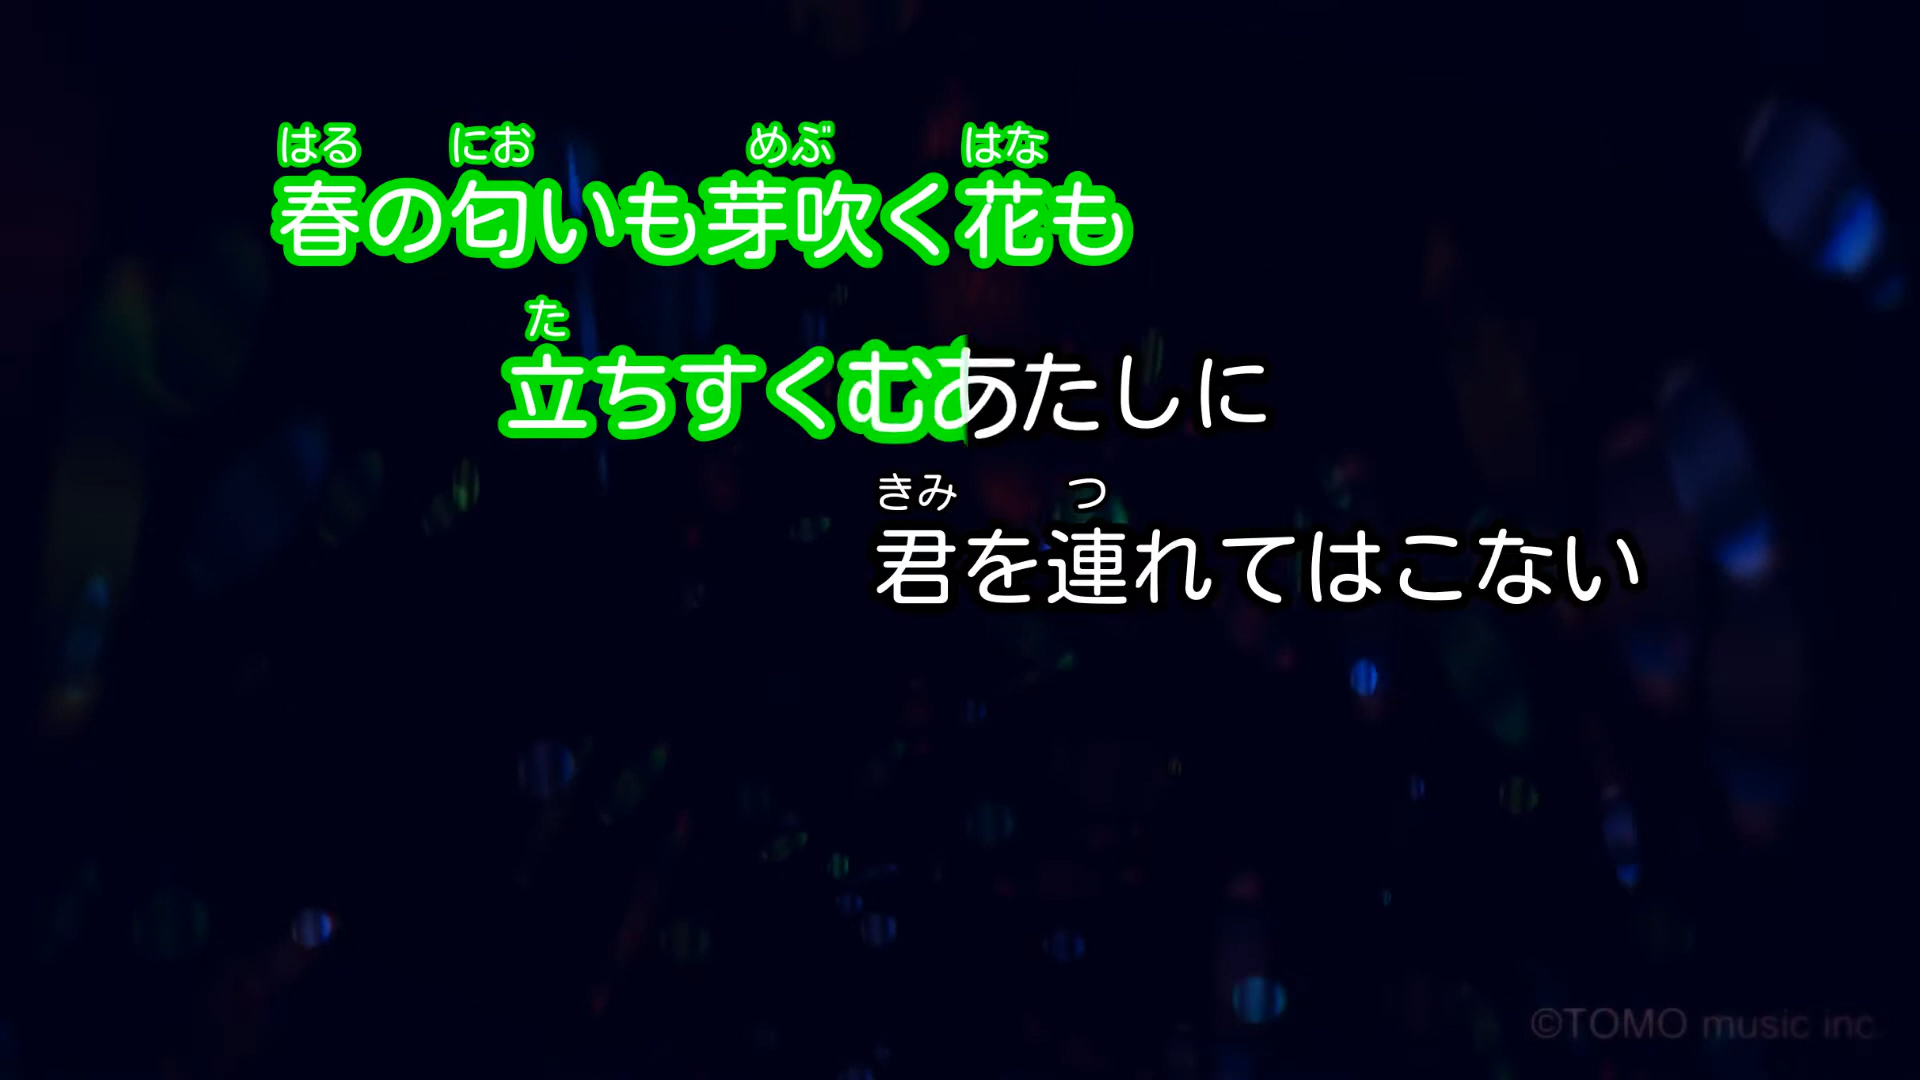 はる にお めぶ はな
春の匂いも芽吹く花も
た
立ちすくむあたしに
きみ つ
君を連れてはこない
©TOMO music inc.